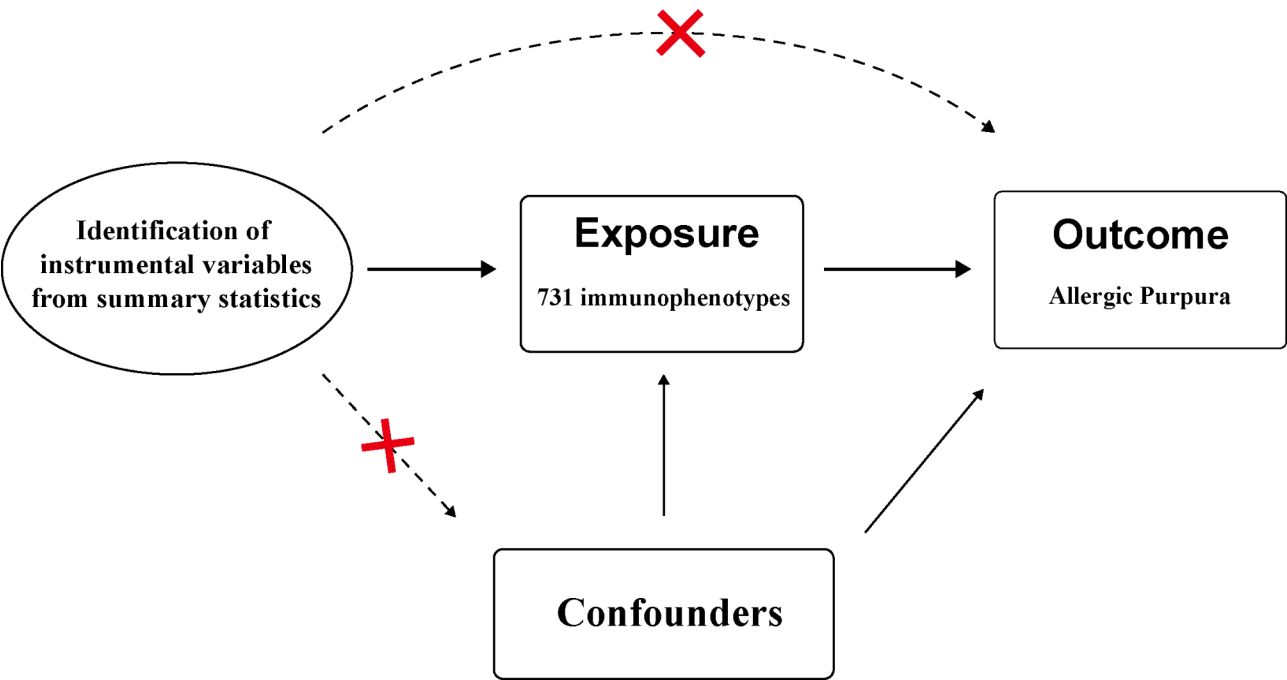 Identification of
instrumental variables
from summary statistics
Exposure
731 immunophenotypes
Outcome
Allergic Purpura
Confounders